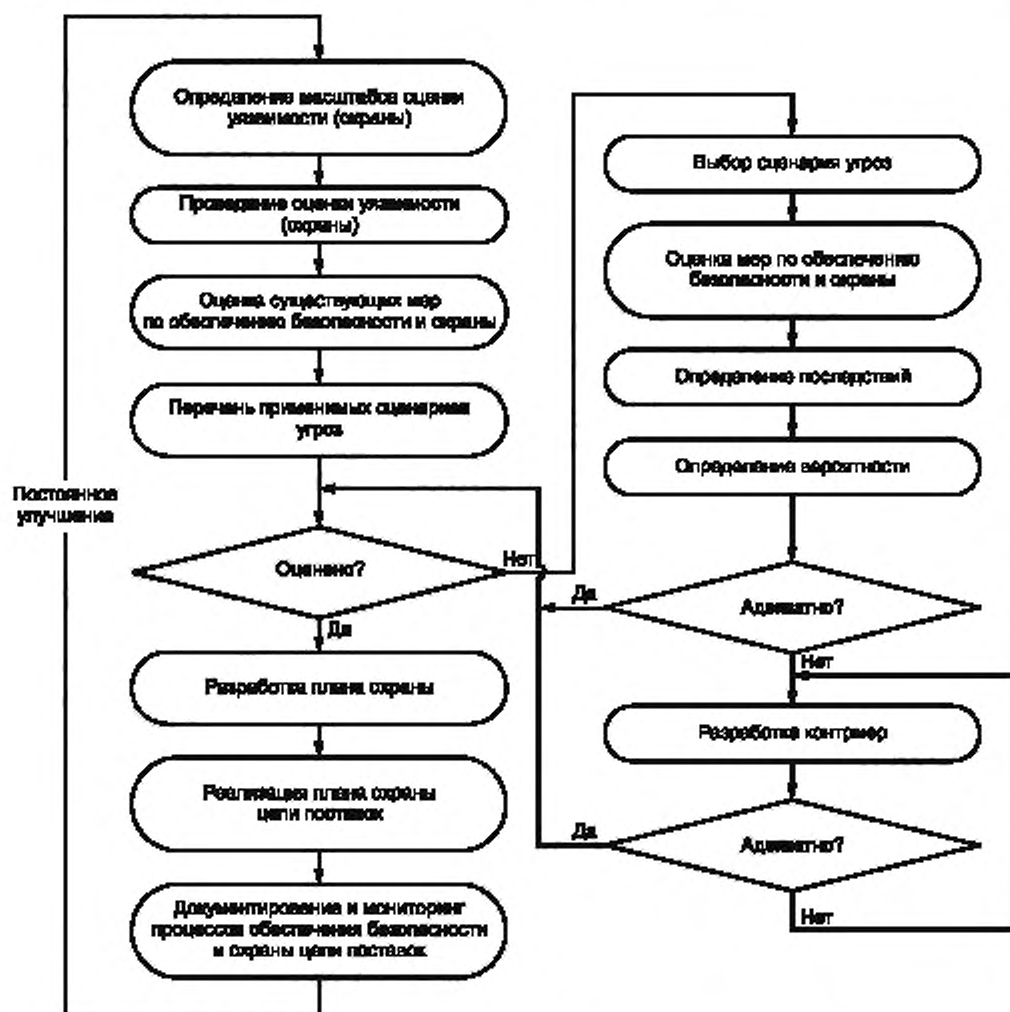 Определение масштабов оценки
уязвимости (охраны)
Проведение оценки уязвимости
(охраны)
Оценка существующих мер
по обеспечению безопасности и охраны
Перечень применимых сценариев
угроз
Постоянное
улучшение
Оценено?
Нет
Да
Разработка плана охраны
Реализация плана охраны
цепи поставок
Документирование и мониторинг
процессов обеспечения безопасности
и охраны цепи поставок
Выбор сценария угроз
Оценка мер по обеспечению
безопасности и охраны
Определение последствий
Определение вероятности
Да
Адекватно?
Нет
Разработка контрмер
Да
Адекватно?
Нет